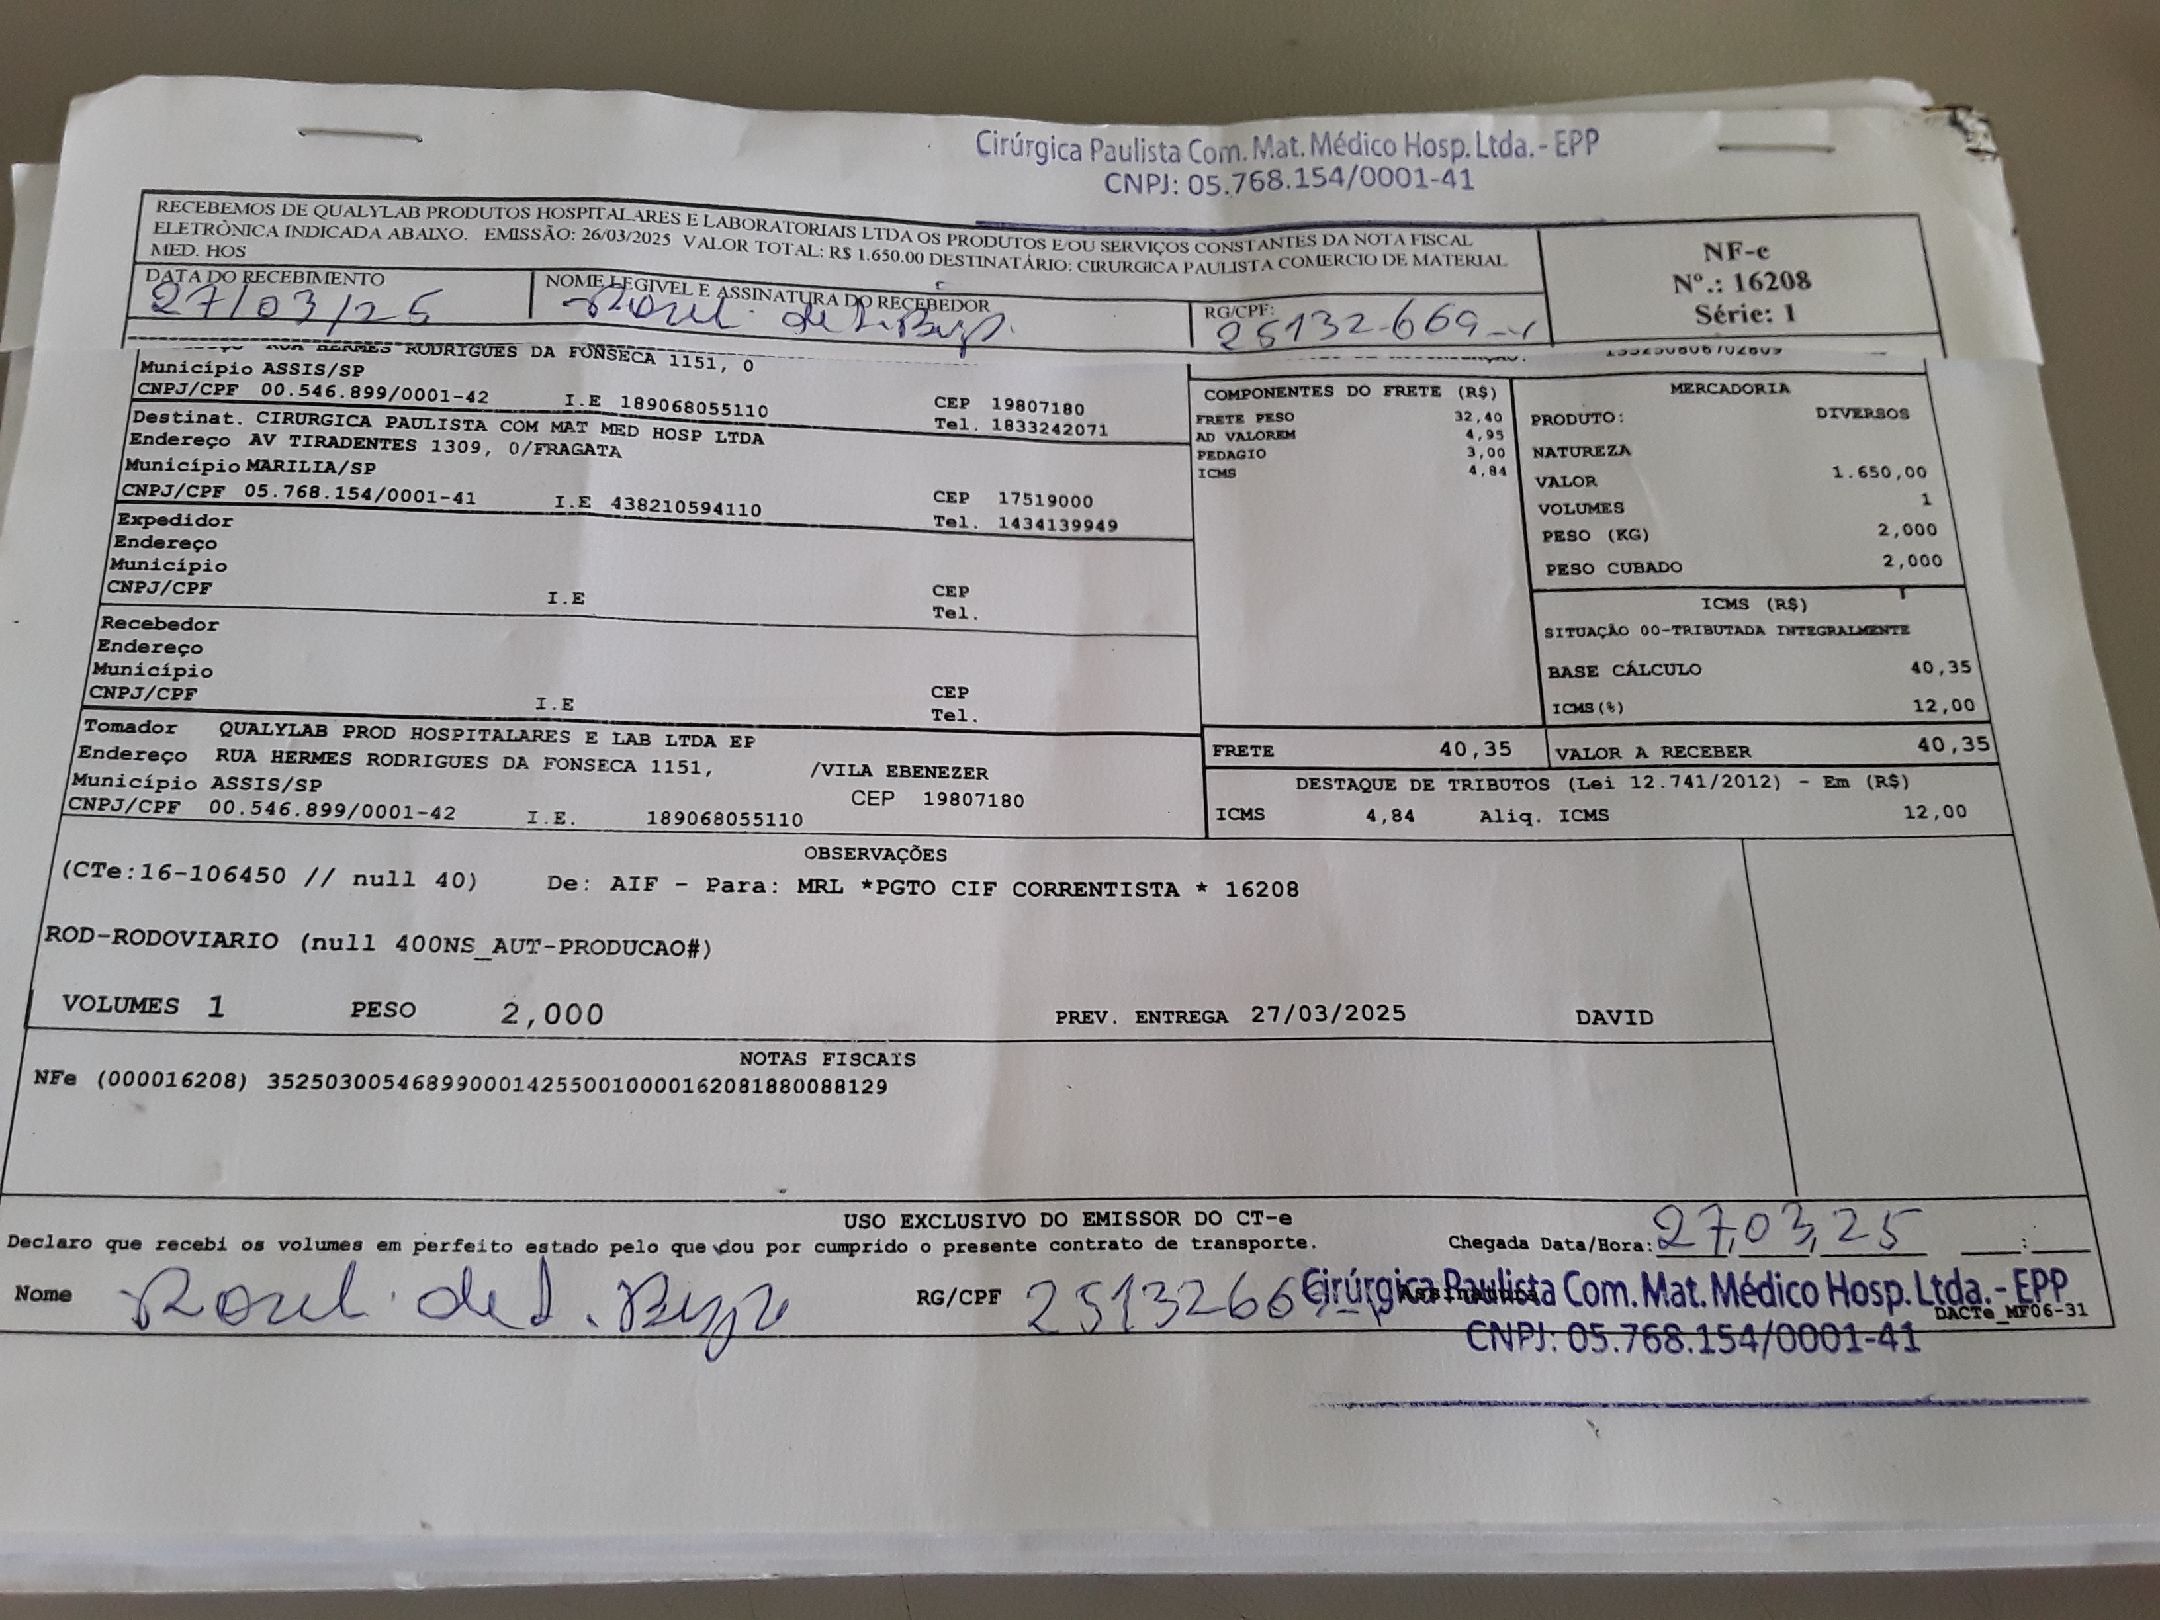 Cirúrgica Paulista Com. Mat. Médico Hosp. Ltda. - EPP
CNPJ: 05.768.154/0001-41
RECEBEMOS DE QUALYLAB PRODUTOS HOSPITALARES E LABORATORIAIS LTDA OS PRODUTOS E/OU SERVIÇOS CONSTANTES DA NOTA FISCAL
ELETRÔNICA INDICADA ABAIXO. EMISSÃO: 26/03/2025 VALOR TOTAL: R$ 1.650.00 DESTINATÁRIO: CIRURGICA PAULISTA COMERCIO DE MATERIAL
MED. HOS
NF-e
Nº.: 16208
Série: 1
DATA DO RECEBIMENTO
27/03/25
NOME LEGIVEL E ASSINATURA DO RECEBEDOR
RG/CPF:
RUA HERMES RODRIGUES DA FONSECA 1151, 0
Município ASSIS/SP
CNPJ/CPF 00.546.899/0001-42 I.E 189068055110 CEP 19807180
Tel. 1833242071
Destinat. CIRURGICA PAULISTA COM MAT MED HOSP LTDA
Endereço AV TIRADENTES 1309, 0/FRAGATA
Município MARILIA/SP
CNPJ/CPF 05.768.154/0001-41 I.E 438210594110 CEP 17519000
Tel. 1434139949
Expedidor
Endereço
Município
CNPJ/CPF I.E CEP
Tel.
Recebedor
Endereço
Município
CNPJ/CPF I.E CEP
Tel.
Tomador QUALYLAB PROD HOSPITALARES E LAB LTDA EP
Endereço RUA HERMES RODRIGUES DA FONSECA 1151, /VILA EBENEZER
Município ASSIS/SP CEP 19807180
CNPJ/CPF 00.546.899/0001-42 I.E. 189068055110
COMPONENTES DO FRETE (R$)
FRETE PESO 32,40
AD VALOREM 4,95
PEDAGIO 3,00
ICMS 4,84
MERCADORIA
PRODUTO: DIVERSOS
NATUREZA
VALOR 1.650,00
VOLUMES 1
PESO (KG) 2,000
PESO CUBADO 2,000
ICMS (R$)
SITUAÇÃO 00-TRIBUTADA INTEGRALMENTE
BASE CÁLCULO 40,35
ICMS(%) 12,00
FRETE 40,35 VALOR A RECEBER 40,35
DESTAQUE DE TRIBUTOS (Lei 12.741/2012) - Em (R$)
ICMS 4,84 Aliq. ICMS 12,00
OBSERVAÇÕES
(CTe:16-106450 // null 40) De: AIF - Para: MRL *PGTO CIF CORRENTISTA * 16208
ROD-RODOVIARIO (null 400NS_AUT-PRODUCAO#)
VOLUMES 1 PESO 2,000 PREV. ENTREGA 27/03/2025 DAVID
NOTAS FISCAIS
NFe (000016208) 35250300546899000142550010000162081880088129
USO EXCLUSIVO DO EMISSOR DO CT-e
Declaro que recebi os volumes em perfeito estado pelo que dou por cumprido o presente contrato de transporte. Chegada Data/Hora: 27,03,25 :
Nome RG/CPF
Cirúrgica Paulista Com. Mat. Médico Hosp. Ltda. - EPP
DACTe_MF06-31
CNPJ: 05.768.154/0001-41